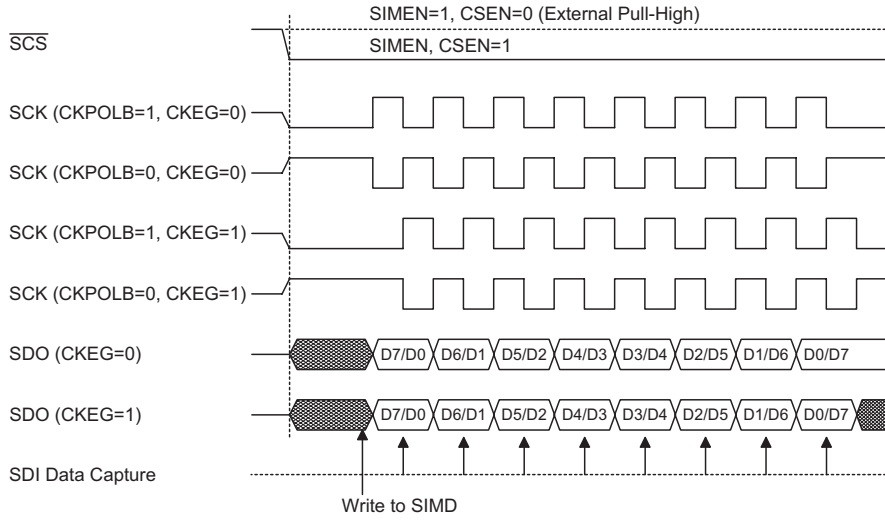 SIMEN=1, CSEN=0 (External Pull-High)
SCS
SIMEN, CSEN=1
SCK (CKPOLB=1, CKEG=0)
SCK (CKPOLB=0, CKEG=0)
SCK (CKPOLB=1, CKEG=1)
SCK (CKPOLB=0, CKEG=1)
SDO (CKEG=0) D7/D0 D6/D1 D5/D2 D4/D3 D3/D4 D2/D5 D1/D6 D0/D7
SDO (CKEG=1) D7/D0 D6/D1 D5/D2 D4/D3 D3/D4 D2/D5 D1/D6 D0/D7
SDI Data Capture
Write to SIMD